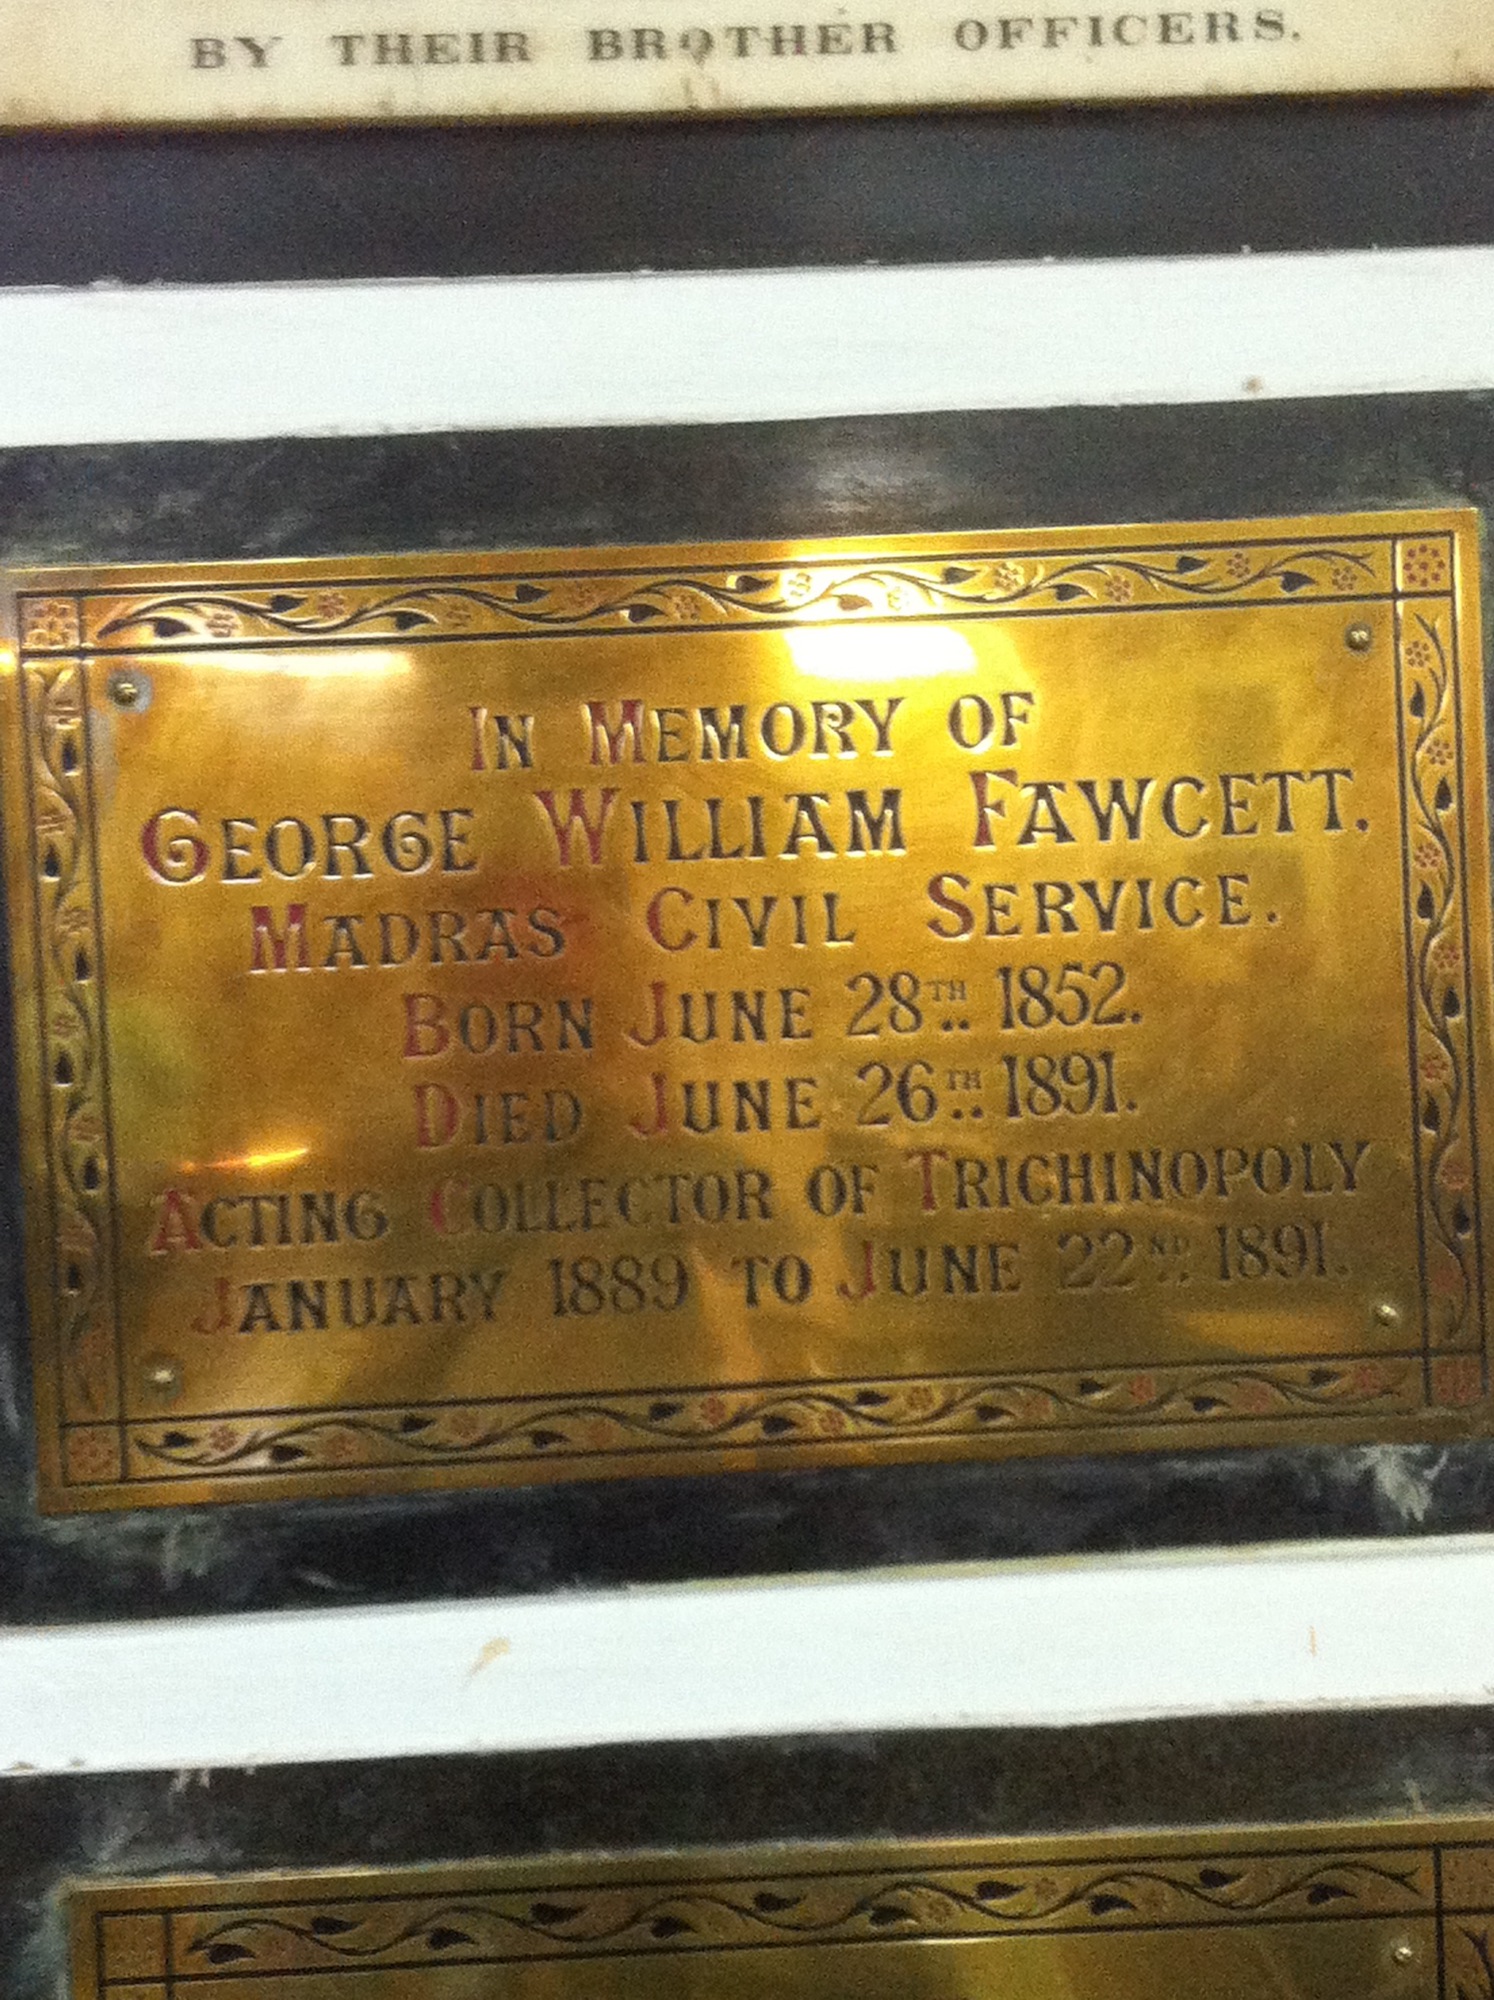 BY THEIR BROTHER OFFICERS.
IN MEMORY OF
GEORGE WILLIAM FAWCETT.
MADRAS CIVIL SERVICE.
BORN JUNE 28TH. 1852.
DIED JUNE 26TH. 1891.
ACTING COLLECTOR OF TRICHINOPOLY
JANUARY 1889 TO JUNE 22ND. 1891.